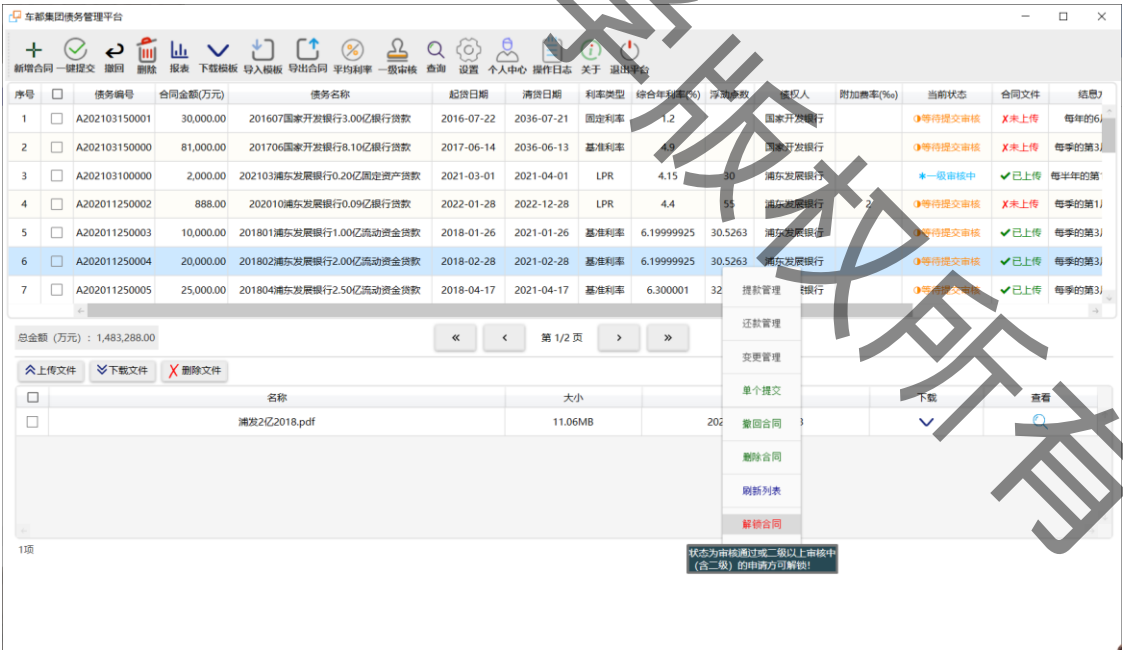 车都集团债务管理平台
新增合同 一键提交 撤回 删除 报表 下载模板 导入模板 导出合同 平均利率 一级审核 查询 设置 个人中心 操作日志 关于 退出平台
序号 债务编号 合同金额(万元) 债务名称 起贷日期 清贷日期 利率类型 综合年利率(%) 浮动点数 债权人 附加费率(‰) 当前状态 合同文件
1 A202103150001 30,000.00 201607国家开发银行3.00亿银行贷款 2016-07-22 2036-07-21 固定利率 1.2 国家开发银行 等待提交审核 ✗未上传 每年的6
2 A202103150000 81,000.00 201706国家开发银行8.10亿银行贷款 2017-06-14 2036-06-13 基准利率 4.9 国家开发银行 等待提交审核 ✗未上传 每季的第3
3 A202103100000 2,000.00 202103浦东发展银行0.20亿固定资产贷款 2021-03-01 2021-04-01 LPR 4.15 30 浦东发展银行 一级审核中 ✔已上传 每半年的第
4 A202011250002 888.00 202010浦东发展银行0.09亿银行贷款 2022-01-28 2022-12-28 LPR 4.4 55 浦东发展银行 2 等待提交审核 ✗未上传 每季的第1
5 A202011250003 10,000.00 201801浦东发展银行1.00亿流动资金贷款 2018-01-26 2021-01-26 基准利率 6.19999925 30.5263 浦东发展银行 等待提交审核 ✔已上传 每季的第3
6 A202011250004 20,000.00 201802浦东发展银行2.00亿流动资金贷款 2018-02-28 2021-02-28 基准利率 6.19999925 30.5263 浦东发展银行 等待提交审核 ✔已上传 每季的第3
7 A202011250005 25,000.00 201804浦东发展银行2.50亿流动资金贷款 2018-04-17 2021-04-17 基准利率 6.300001 32 银行 等待提交审核 ✔已上传 每季的第3
总金额（万元）: 1,483,288.00 « ‹ 第 1/2 页 › »
上传文件 下载文件 删除文件
名称 大小 下载 查看
浦发2亿2018.pdf 11.06MB 202
提款管理
还款管理
变更管理
单个提交
撤回合同
删除合同
刷新列表
解锁合同
状态为审核通过或二级以上审核中
（含二级）的申请方可解锁!
1项
版权所有